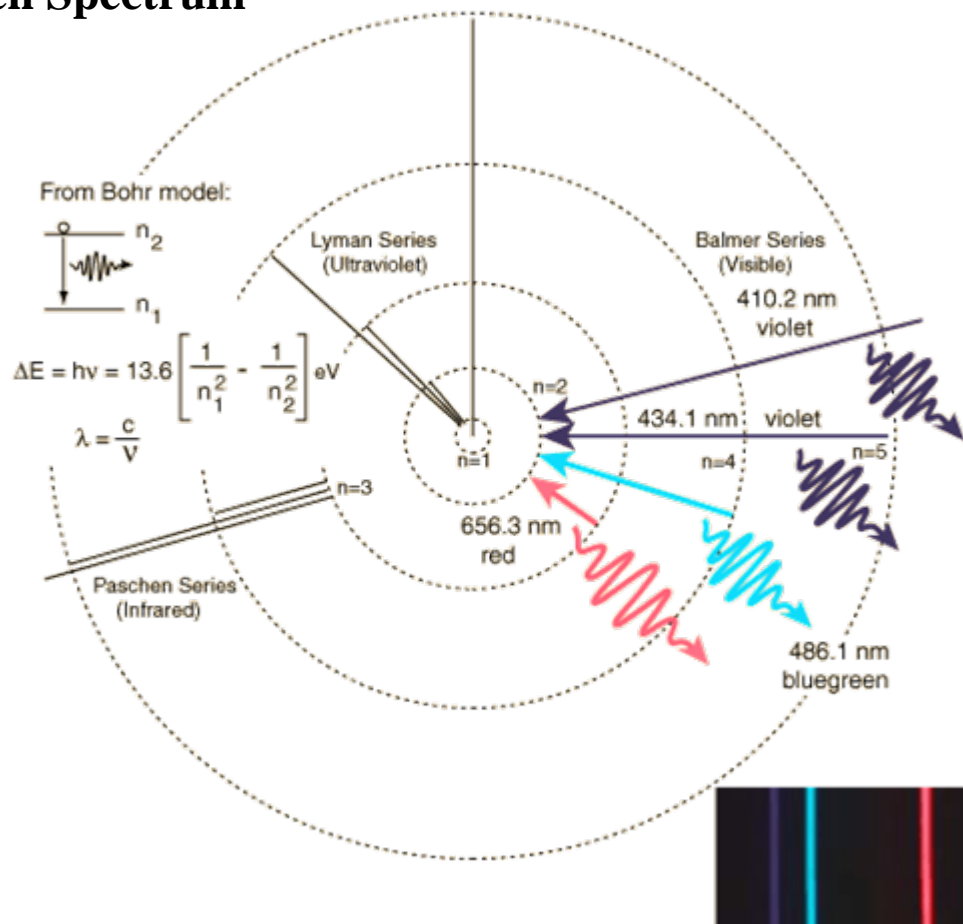 Spectrum
From Bohr model:
n₂
n₁
ΔE = hν = 13.6 [ 1/n₁² - 1/n₂² ] eV
λ = c/ν
Lyman Series
(Ultraviolet)
Balmer Series
(Visible)
410.2 nm
violet
n=2
434.1 nm violet
n=1
n=4
n=5
n=3
656.3 nm
red
Paschen Series
(Infrared)
486.1 nm
bluegreen